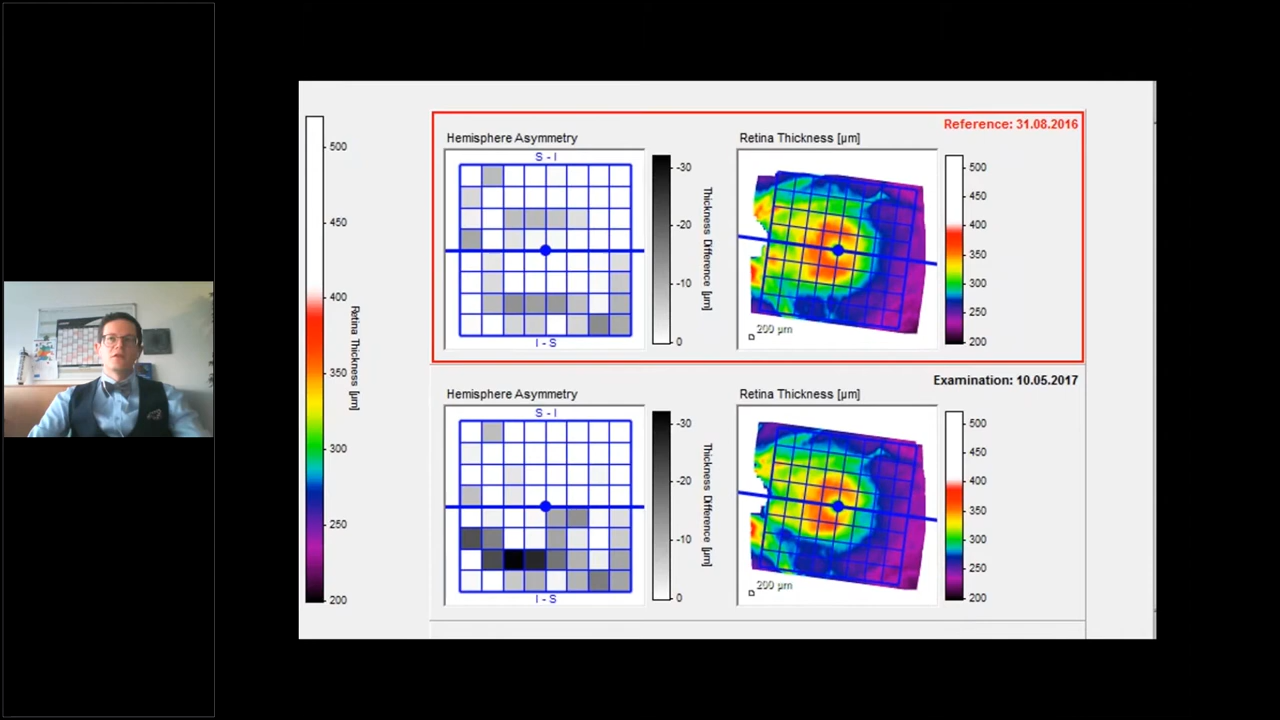 Reference: 31.08.2016
Hemisphere Asymmetry
Retina Thickness [µm]
S - I
I - S
-30
-20
-10
0
Thickness Difference [µm]
200 µm
500
450
400
350
300
250
200
Examination: 10.05.2017
Hemisphere Asymmetry
Retina Thickness [µm]
S - I
I - S
-30
-20
-10
0
Thickness Difference [µm]
200 µm
500
450
400
350
300
250
200
500
450
400
350
300
250
200
Retina Thickness [µm]